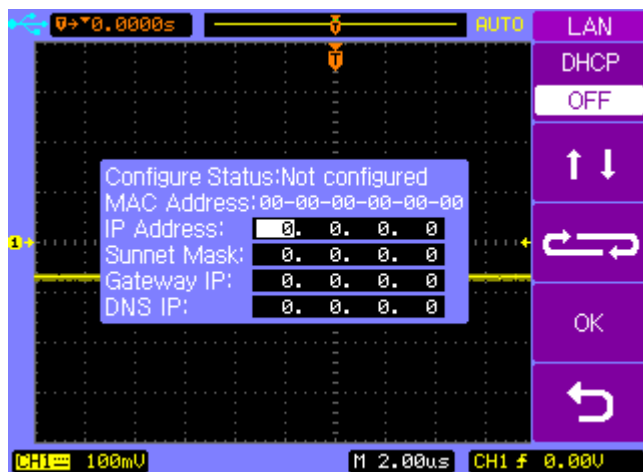 T→▼0.0000s
T
AUTO
LAN
T
DHCP
OFF
Configure Status:Not configured
MAC Address:00-00-00-00-00-00
IP Address: 0. 0. 0. 0
Sunnet Mask: 0. 0. 0. 0
Gateway IP: 0. 0. 0. 0
DNS IP: 0. 0. 0. 0
1
OK
CH1 100mV
M 2.00us
CH1 0.00V